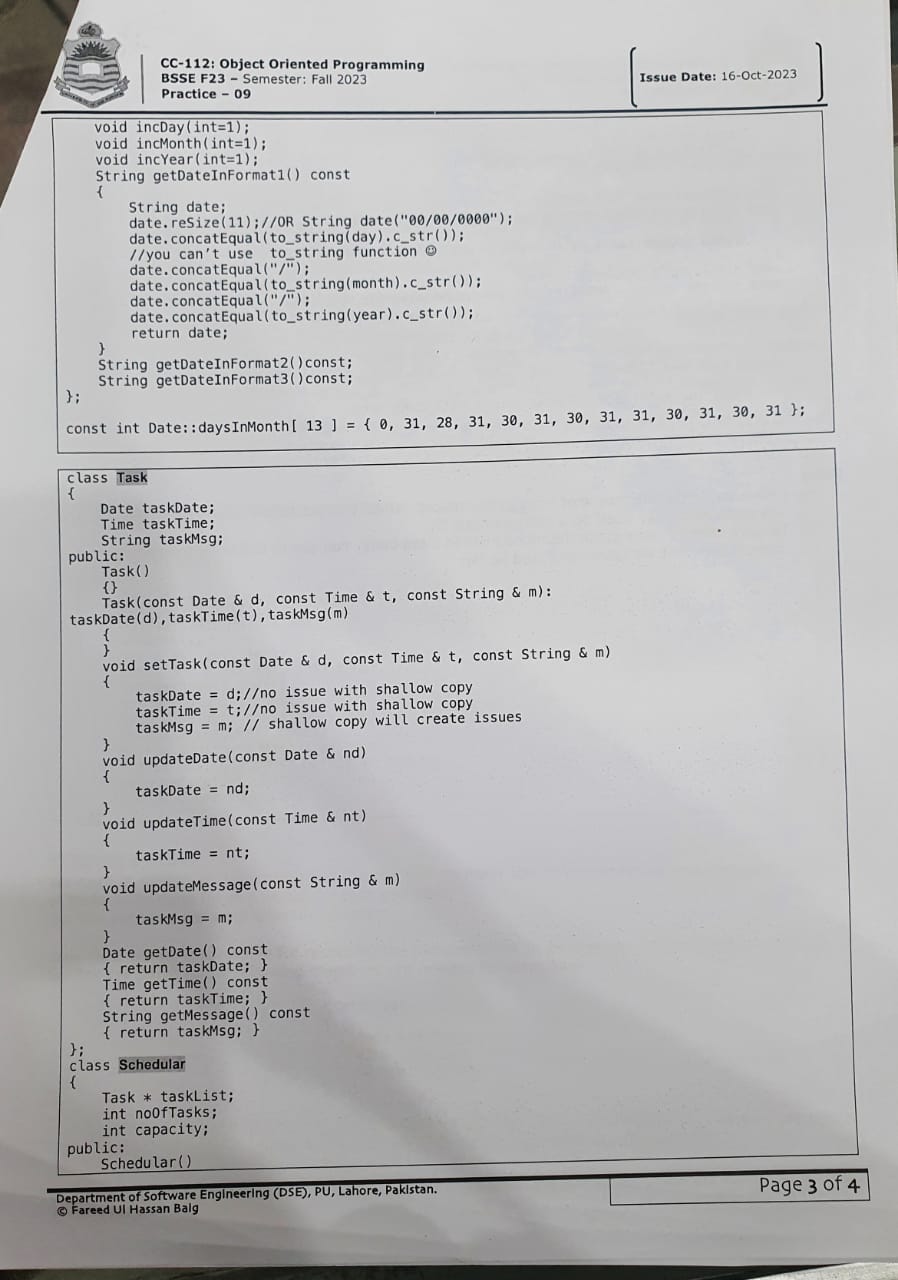 CC-112: Object Oriented Programming
BSSE F23 – Semester: Fall 2023
Practice – 09
Issue Date: 16-Oct-2023
void incDay(int=1);
void incMonth(int=1);
void incYear(int=1);
String getDateInFormat1() const
{
String date;
date.reSize(11);//OR String date("00/00/0000");
date.concatEqual(to_string(day).c_str());
//you can't use to_string function ☺
date.concatEqual("/");
date.concatEqual(to_string(month).c_str());
date.concatEqual("/");
date.concatEqual(to_string(year).c_str());
return date;
}
String getDateInFormat2()const;
String getDateInFormat3()const;
};
const int Date::daysInMonth[ 13 ] = { 0, 31, 28, 31, 30, 31, 30, 31, 31, 30, 31, 30, 31 };
class Task
{
Date taskDate;
Time taskTime;
String taskMsg;
public:
Task()
{}
Task(const Date & d, const Time & t, const String & m):
taskDate(d),taskTime(t),taskMsg(m)
{
}
void setTask(const Date & d, const Time & t, const String & m)
{
taskDate = d;//no issue with shallow copy
taskTime = t;//no issue with shallow copy
taskMsg = m; // shallow copy will create issues
}
void updateDate(const Date & nd)
{
taskDate = nd;
}
void updateTime(const Time & nt)
{
taskTime = nt;
}
void updateMessage(const String & m)
{
taskMsg = m;
}
Date getDate() const
{ return taskDate; }
Time getTime() const
{ return taskTime; }
String getMessage() const
{ return taskMsg; }
};
class Schedular
{
Task * taskList;
int noOfTasks;
int capacity;
public:
Schedular()
Department of Software Engineering (DSE), PU, Lahore, Pakistan.
© Fareed Ul Hassan Baig
Page 3 of 4